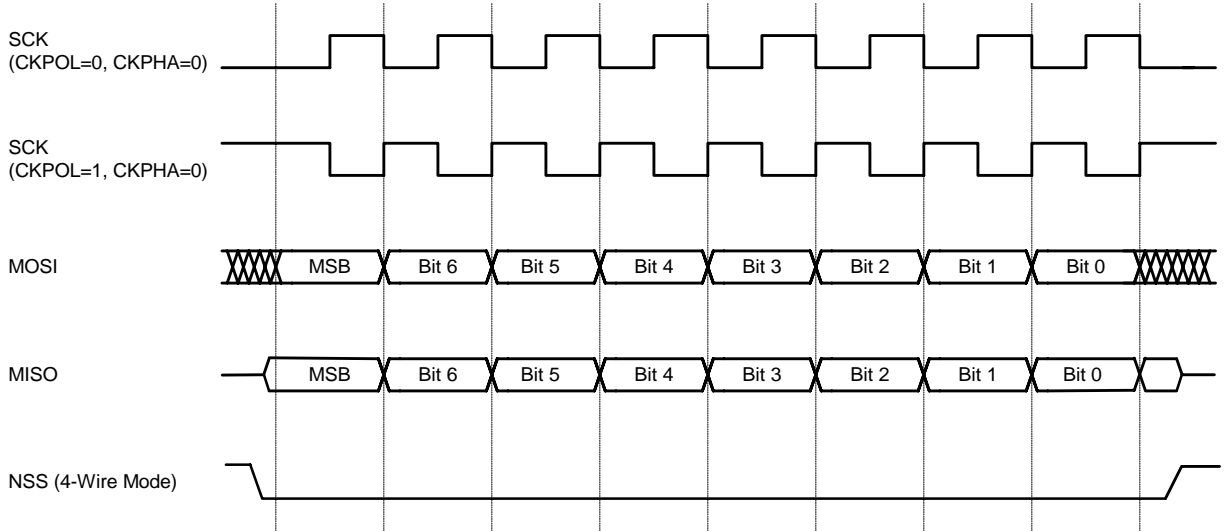 SCK
(CKPOL=0, CKPHA=0)
SCK
(CKPOL=1, CKPHA=0)
MOSI
MSB Bit 6 Bit 5 Bit 4 Bit 3 Bit 2 Bit 1 Bit 0
MISO
MSB Bit 6 Bit 5 Bit 4 Bit 3 Bit 2 Bit 1 Bit 0
NSS (4-Wire Mode)